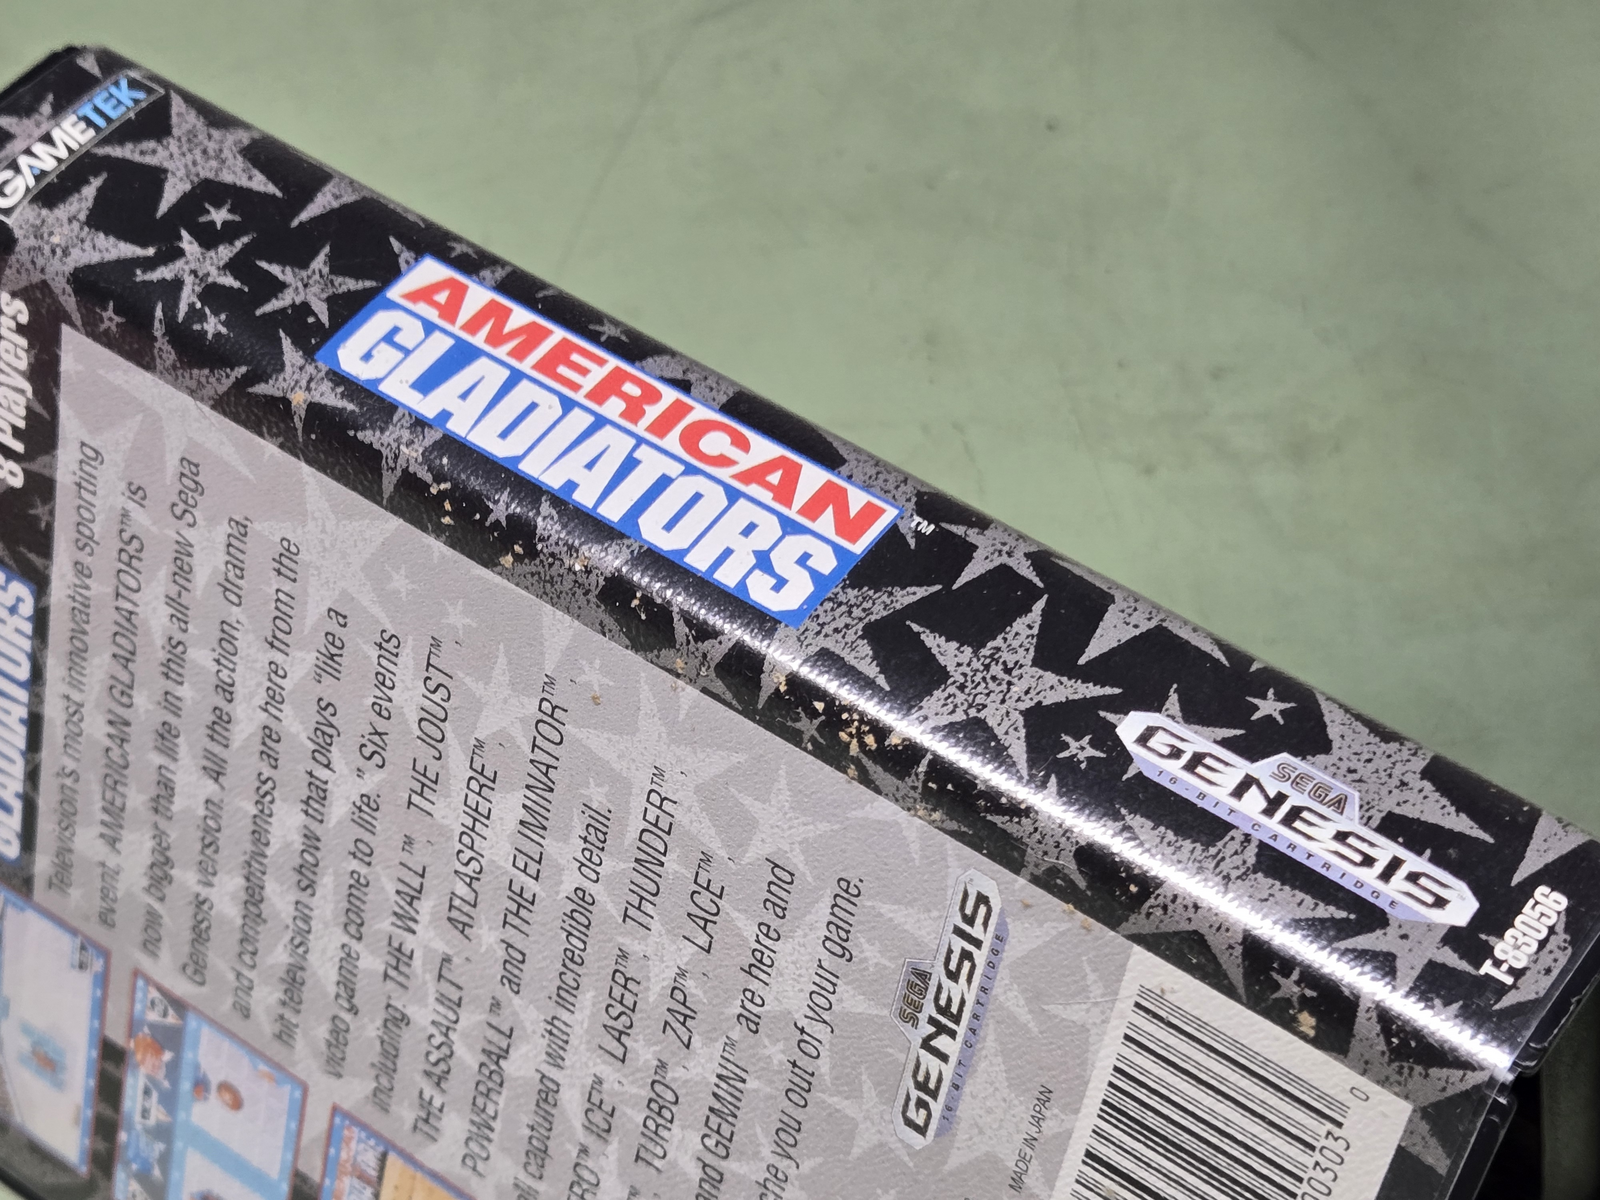 GAMETEK
AMERICAN
GLADIATORS™
SEGA
GENESIS™
16-BIT CARTRIDGE
T-83056
8 Players
GLADIATORS
Television's most innovative sporting
event, AMERICAN GLADIATORS™ is
now bigger than life in this all-new Sega
Genesis version. All the action, drama,
and competitiveness are here from the
hit television show that plays "like a
video game come to life." Six events
including: THE WALL™, THE JOUST™,
THE ASSAULT™, ATLASPHERE™,
POWERBALL™ and THE ELIMINATOR™,
captured with incredible detail.
ICE™, LASER™, THUNDER™,
TURBO™, ZAP™, LACE™,
and GEMINI™ are here and
you out of your game.
SEGA
GENESIS
16-BIT CARTRIDGE
MADE IN JAPAN
00303
0